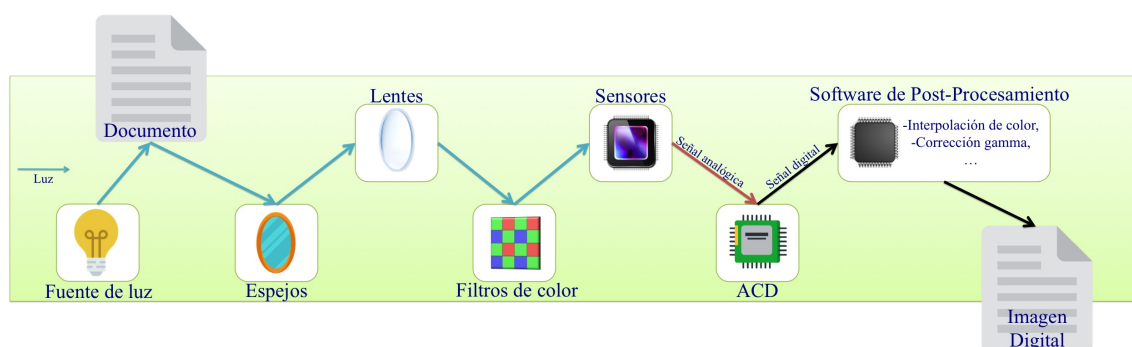 Documento
Luz
Fuente de luz
Espejos
Lentes
Filtros de color
Sensores
Señal analógica
ACD
Señal digital
Software de Post-Procesamiento
-Interpolación de color,
-Corrección gamma,
…
Imagen
Digital